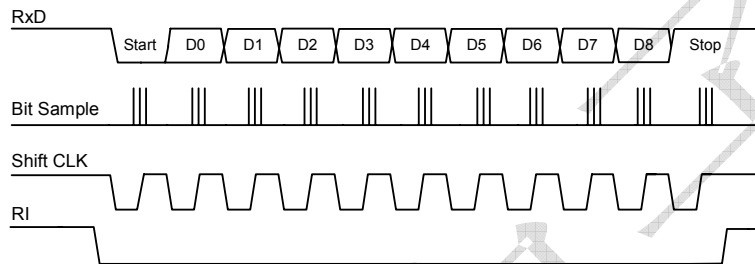 RxD
Start D0 D1 D2 D3 D4 D5 D6 D7 D8 Stop
Bit Sample
Shift CLK
RI